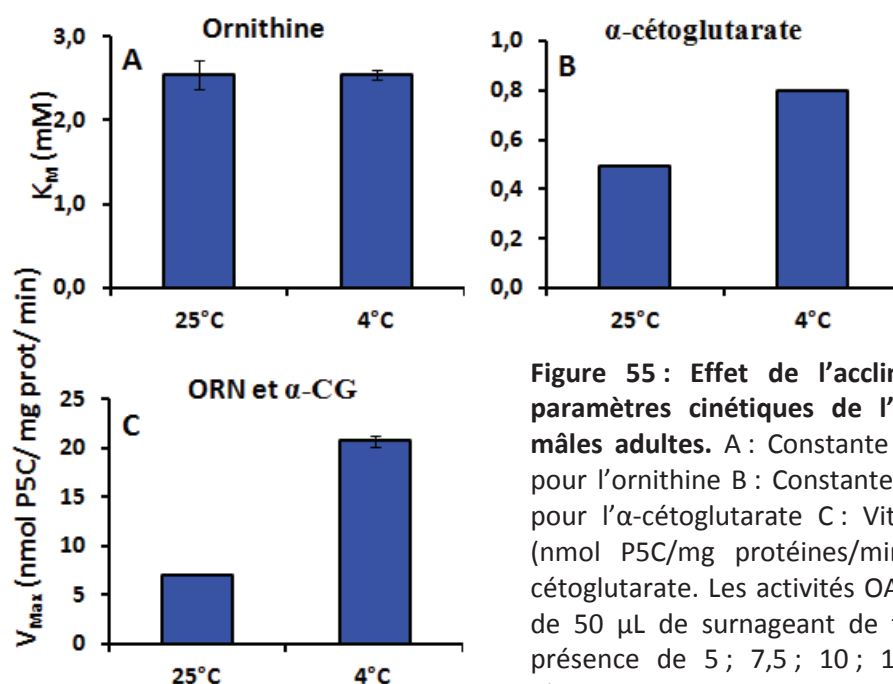 Ornithine
A
K_M (mM)
3,0
2,0
1,0
0,0
25°C 4°C
α-cétoglutarate
B
1,0
0,8
0,6
0,4
0,2
0,0
25°C 4°C
ORN et α-CG
C
V_Max (nmol P5C/ mg prot/ min)
25
20
15
10
5
0
25°C 4°C
Figure 55 : Effet de l’acclim
paramètres cinétiques de l’
mâles adultes. A : Constante
pour l’ornithine B : Constante
pour l’α-cétoglutarate C : Vit
(nmol P5C/mg protéines/min
cétoglutarate. Les activités OA
de 50 µL de surnageant de
présence de 5 ; 7,5 ; 10 ; 1